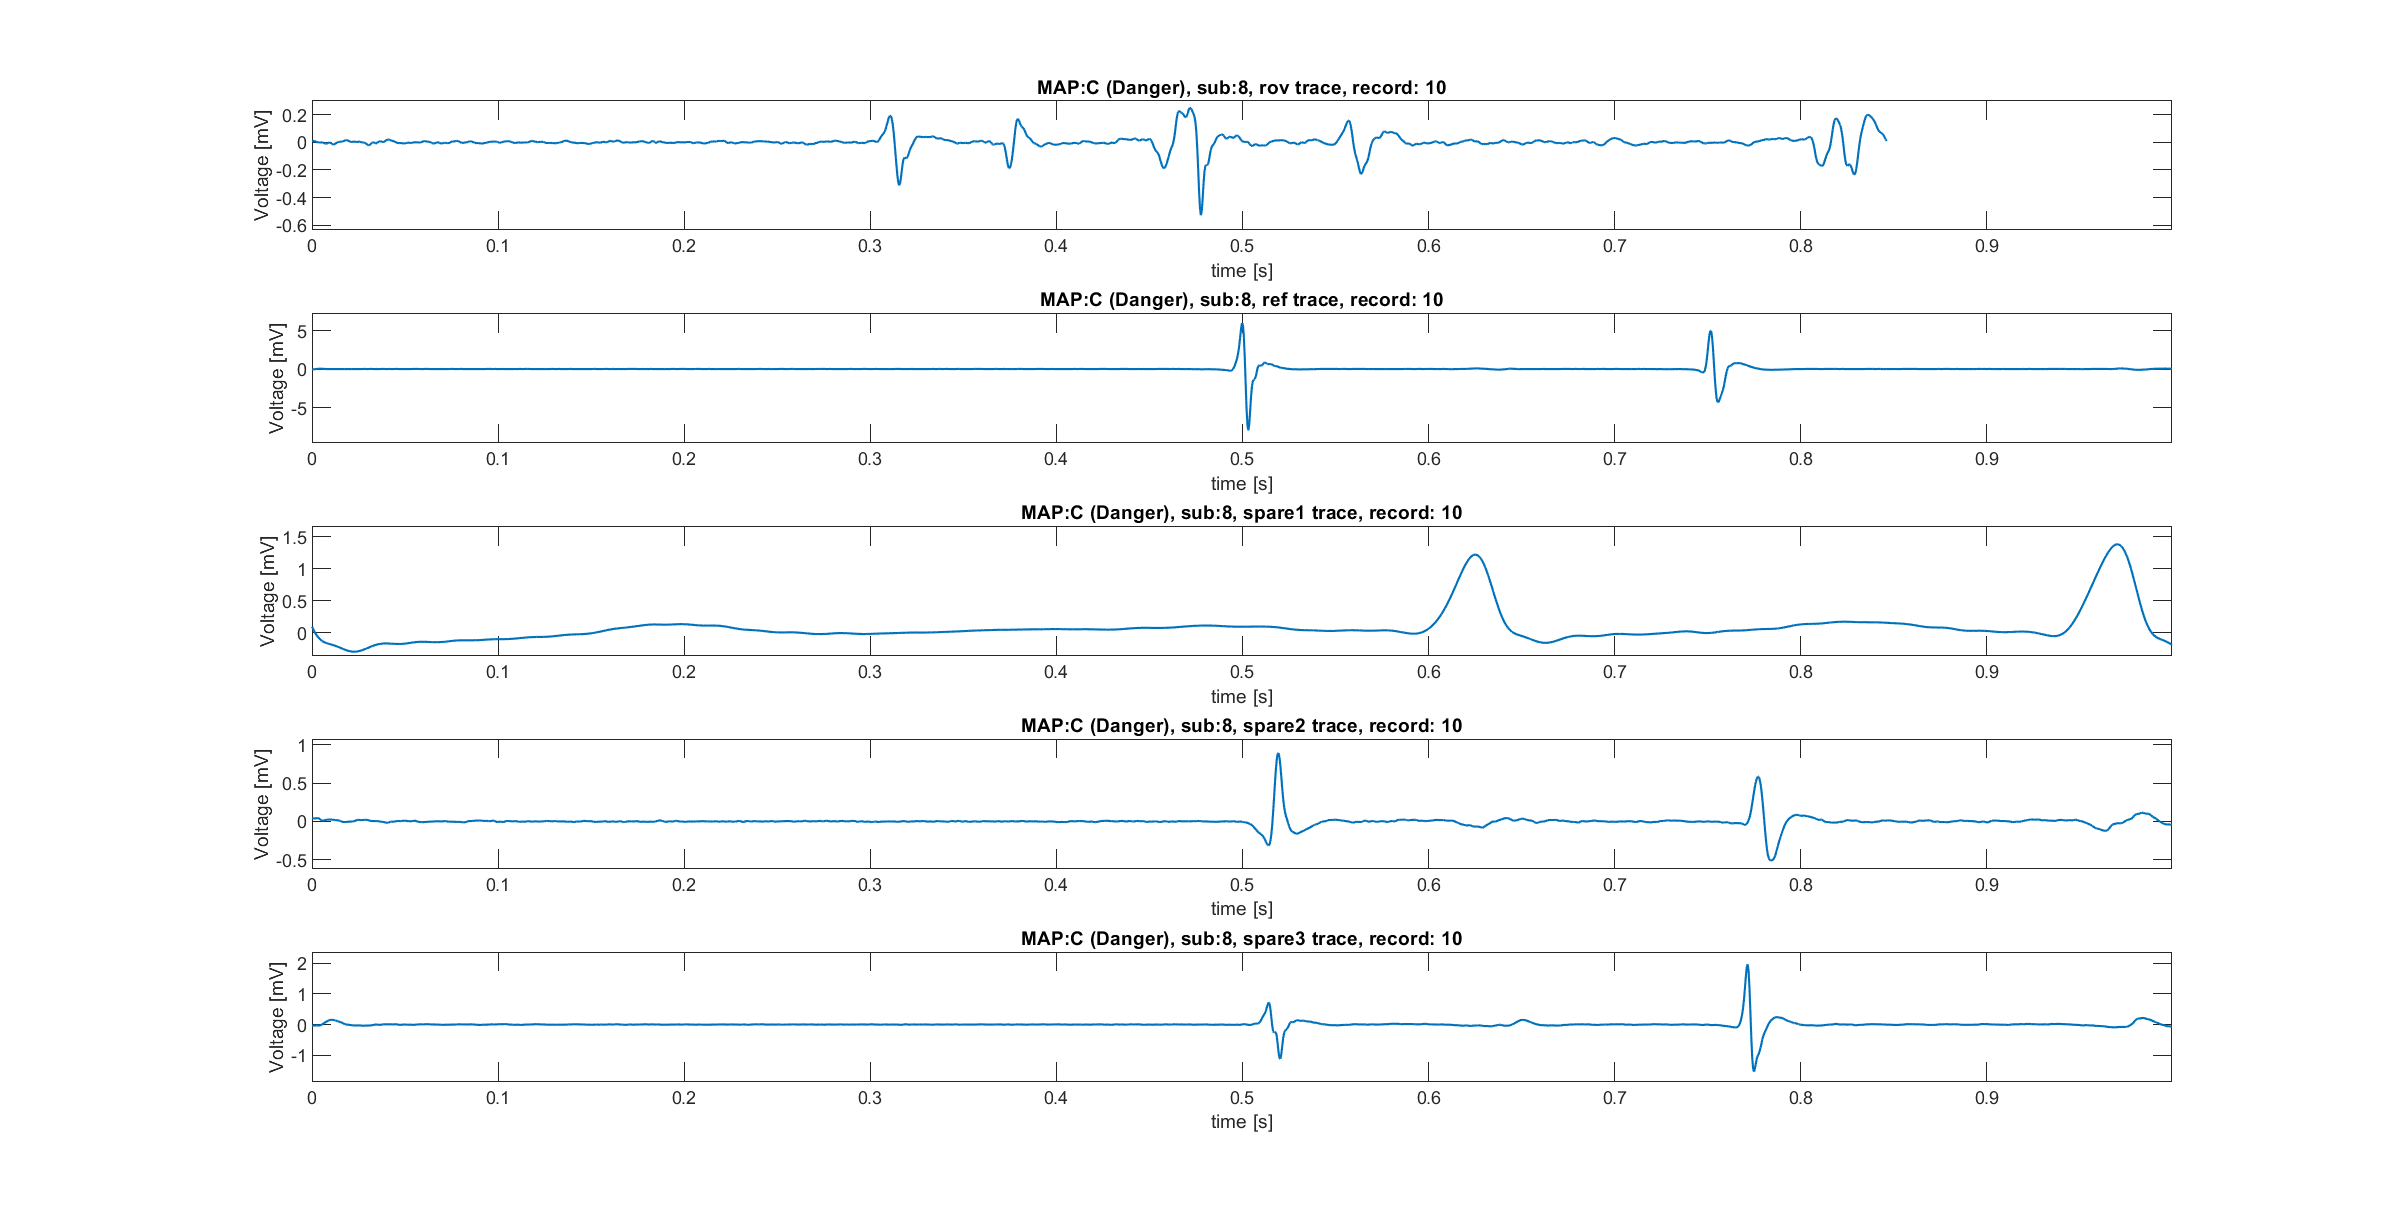 MAP:C (Danger), sub:8, rov trace, record: 10
Voltage [mV]
0.2
0
-0.2
-0.4
-0.6
0 0.1 0.2 0.3 0.4 0.5 0.6 0.7 0.8 0.9
time [s]
MAP:C (Danger), sub:8, ref trace, record: 10
Voltage [mV]
5
0
-5
0 0.1 0.2 0.3 0.4 0.5 0.6 0.7 0.8 0.9
time [s]
MAP:C (Danger), sub:8, spare1 trace, record: 10
Voltage [mV]
1.5
1
0.5
0
0 0.1 0.2 0.3 0.4 0.5 0.6 0.7 0.8 0.9
time [s]
MAP:C (Danger), sub:8, spare2 trace, record: 10
Voltage [mV]
1
0.5
0
-0.5
0 0.1 0.2 0.3 0.4 0.5 0.6 0.7 0.8 0.9
time [s]
MAP:C (Danger), sub:8, spare3 trace, record: 10
Voltage [mV]
2
1
0
-1
0 0.1 0.2 0.3 0.4 0.5 0.6 0.7 0.8 0.9
time [s]